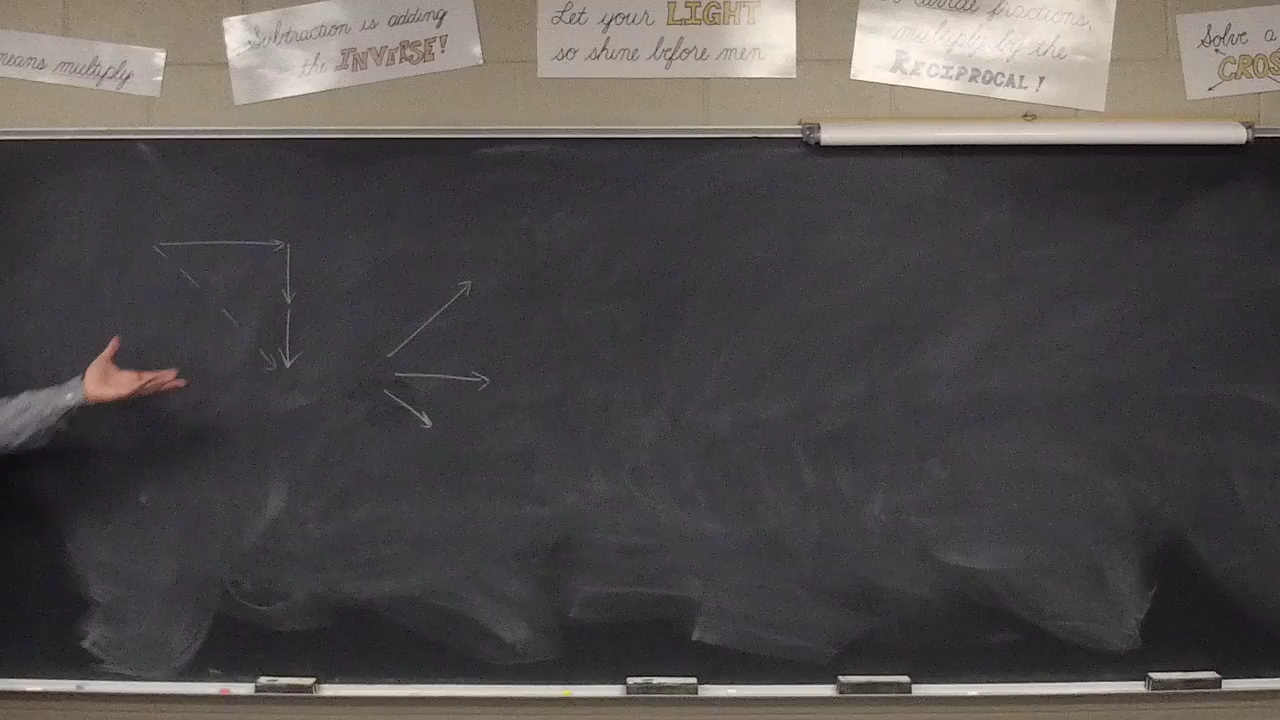 means multiply
Subtraction is adding
the INVERSE!
Let your LIGHT
so shine before men
divide fractions,
multiply by the
RECIPROCAL!
Solve a
CROS